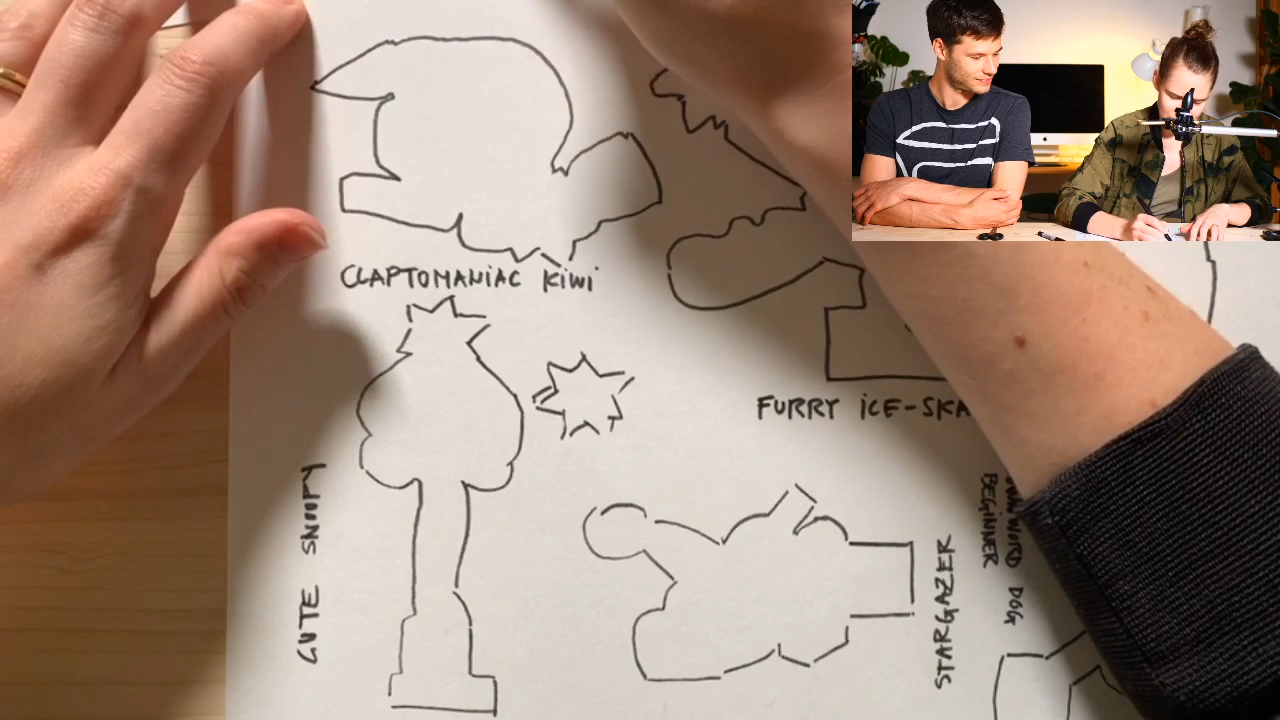 CLAPTOMANIAC KiWi
FURRY iCE-SKA
CUTE SNOOPY
STARGAZER
DOG
BEGINNER